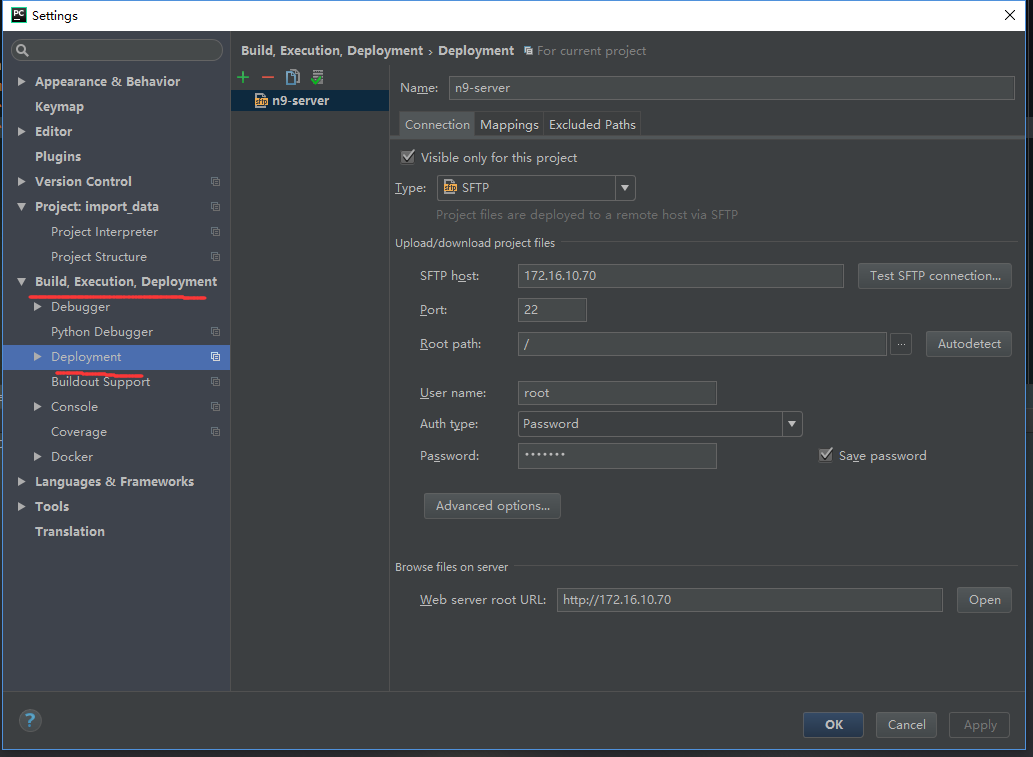 PC Settings
Build, Execution, Deployment › Deployment For current project
Appearance & Behavior
Keymap
Editor
Plugins
Version Control
Project: import_data
Project Interpreter
Project Structure
Build, Execution, Deployment
Debugger
Python Debugger
Deployment
Buildout Support
Console
Coverage
Docker
Languages & Frameworks
Tools
Translation
n9-server
Name: n9-server
Connection Mappings Excluded Paths
Visible only for this project
Type: SFTP
Project files are deployed to a remote host via SFTP
Upload/download project files
SFTP host: 172.16.10.70 Test SFTP connection...
Port: 22
Root path: / ... Autodetect
User name: root
Auth type: Password
Password: ••••••• Save password
Advanced options...
Browse files on server
Web server root URL: http://172.16.10.70 Open
? OK Cancel Apply